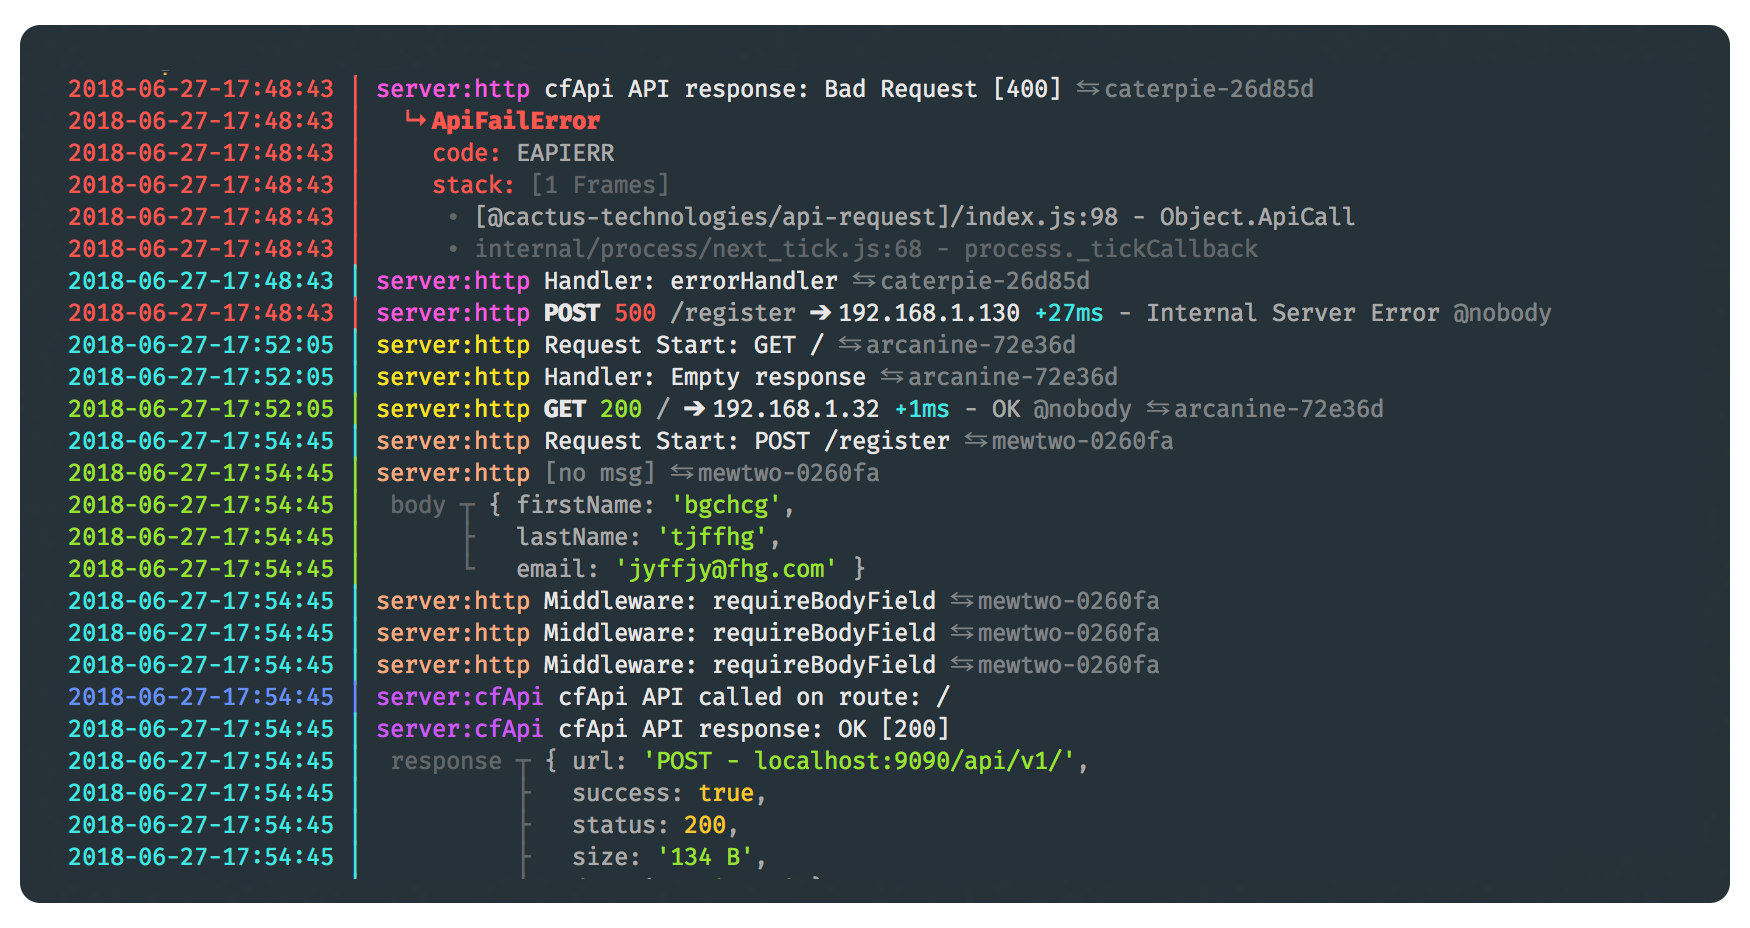 2018-06-27-17:48:43 | server:http cfApi API response: Bad Request [400] ⇆caterpie-26d85d
2018-06-27-17:48:43 | ↪ApiFailError
2018-06-27-17:48:43 | code: EAPIERR
2018-06-27-17:48:43 | stack: [1 Frames]
2018-06-27-17:48:43 | • [@cactus-technologies/api-request]/index.js:98 - Object.ApiCall
2018-06-27-17:48:43 | • internal/process/next_tick.js:68 - process._tickCallback
2018-06-27-17:48:43 | server:http Handler: errorHandler ⇆caterpie-26d85d
2018-06-27-17:48:43 | server:http POST 500 /register ➔ 192.168.1.130 +27ms - Internal Server Error @nobody
2018-06-27-17:52:05 | server:http Request Start: GET / ⇆arcanine-72e36d
2018-06-27-17:52:05 | server:http Handler: Empty response ⇆arcanine-72e36d
2018-06-27-17:52:05 | server:http GET 200 / ➔ 192.168.1.32 +1ms - OK @nobody ⇆arcanine-72e36d
2018-06-27-17:54:45 | server:http Request Start: POST /register ⇆mewtwo-0260fa
2018-06-27-17:54:45 | server:http [no msg] ⇆mewtwo-0260fa
2018-06-27-17:54:45 | body ┬ { firstName: 'bgchcg',
2018-06-27-17:54:45 | ├ lastName: 'tjffhg',
2018-06-27-17:54:45 | └ email: 'jyffjy@fhg.com' }
2018-06-27-17:54:45 | server:http Middleware: requireBodyField ⇆mewtwo-0260fa
2018-06-27-17:54:45 | server:http Middleware: requireBodyField ⇆mewtwo-0260fa
2018-06-27-17:54:45 | server:http Middleware: requireBodyField ⇆mewtwo-0260fa
2018-06-27-17:54:45 | server:cfApi cfApi API called on route: /
2018-06-27-17:54:45 | server:cfApi cfApi API response: OK [200]
2018-06-27-17:54:45 | response ┬ { url: 'POST - localhost:9090/api/v1/',
2018-06-27-17:54:45 | ├ success: true,
2018-06-27-17:54:45 | ├ status: 200,
2018-06-27-17:54:45 | ├ size: '134 B',